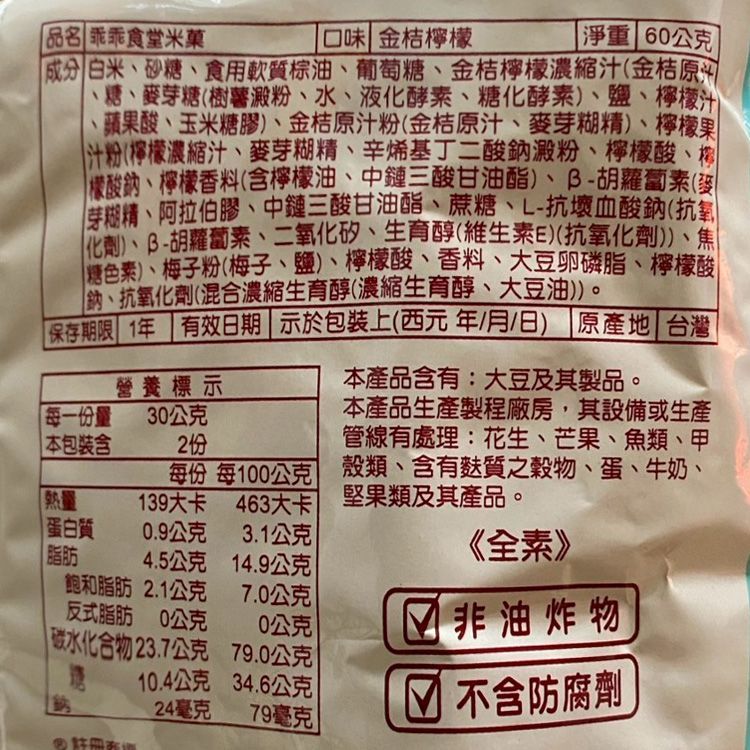 品名 乖乖食堂米菓 口味 金桔檸檬 淨重 60公克
成分 白米、砂糖、食用軟質棕油、葡萄糖、金桔檸檬濃縮汁(金桔原汁
、糖、麥芽糖(樹薯澱粉、水、液化酵素、糖化酵素)、鹽、檸檬汁
、蘋果酸、玉米糖膠)、金桔原汁粉(金桔原汁、麥芽糊精)、檸檬果
汁粉(檸檬濃縮汁、麥芽糊精、辛烯基丁二酸鈉澱粉、檸檬酸、檸
檬酸鈉、檸檬香料(含檸檬油、中鏈三酸甘油酯)、β-胡蘿蔔素(麥
芽糊精、阿拉伯膠、中鏈三酸甘油酯、蔗糖、L-抗壞血酸鈉(抗氧
化劑)、β-胡蘿蔔素、二氧化矽、生育醇(維生素E)(抗氧化劑))、焦
糖色素)、梅子粉(梅子、鹽)、檸檬酸、香料、大豆卵磷脂、檸檬酸
鈉、抗氧化劑(混合濃縮生育醇(濃縮生育醇、大豆油))。
保存期限 1年 有效日期 示於包裝上(西元 年/月/日) 原產地 台灣
營養標示
每一份量 30公克
本包裝含 2份
每份 每100公克
熱量 139大卡 463大卡
蛋白質 0.9公克 3.1公克
脂肪 4.5公克 14.9公克
飽和脂肪 2.1公克 7.0公克
反式脂肪 0公克 0公克
碳水化合物 23.7公克 79.0公克
糖 10.4公克 34.6公克
鈉 24毫克 79毫克
本產品含有：大豆及其製品。
本產品生產製程廠房，其設備或生產
管線有處理：花生、芒果、魚類、甲
殼類、含有麩質之穀物、蛋、牛奶、
堅果類及其產品。
《全素》
非油炸物
不含防腐劑
®註冊商標